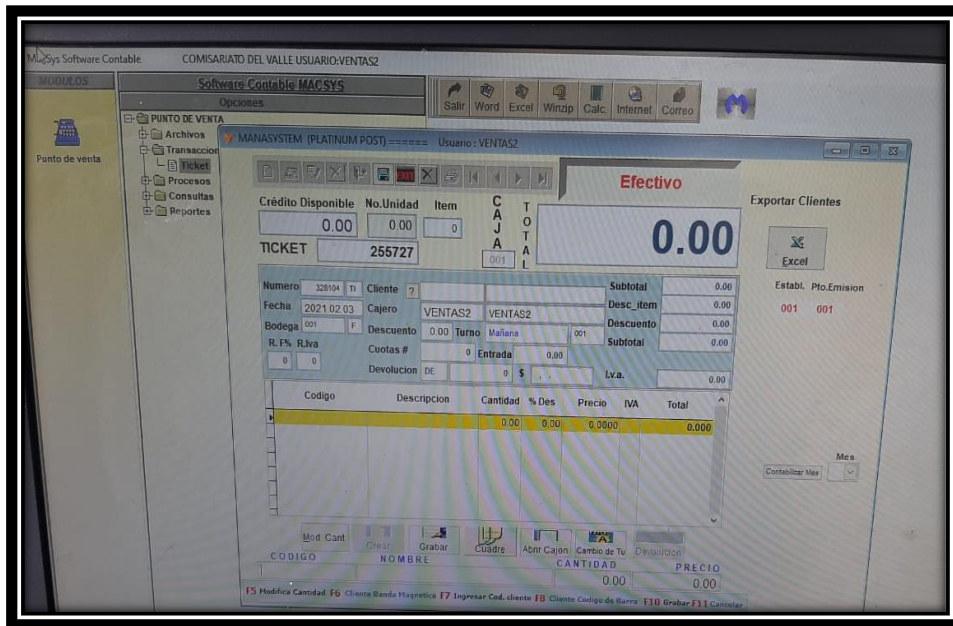 MacSys Software Contable COMISARIATO DEL VALLE USUARIO:VENTAS2
MODULOS
Software Contable MACSYS
Opciones
Salir Word Excel Winzip Calc Internet Correo
Punto de venta
PUNTO DE VENTA
Archivos
Transaccion
Ticket
Procesos
Consultas
Reportes
MANASYSTEM (PLATINUM POST) ====== Usuario : VENTAS2
EXIT
Efectivo
Crédito Disponible No.Unidad Item CAJA TOTAL
0.00 0.00 0 001 0.00
TICKET 255727
Exportar Clientes
Excel
Establ. Pto.Emision
001 001
Numero 328104 TI Cliente ? Subtotal 0.00
Fecha 2021.02.03 Cajero VENTAS2 VENTAS2 Desc_item 0.00
Bodega 001 F Descuento 0.00 Turno Mañana 001 Descuento 0.00
R. F% R.Iva Cuotas # 0 Entrada 0.00 Subtotal 0.00
0 0 Devolucion DE 0 $ , , I.v.a. 0.00
Codigo Descripcion Cantidad % Des Precio IVA Total
0.00 0.00 0.0000 0.000
Mes
Contabilizar Mes
Mod. Cant Crear Grabar Cuadre Abrir Cajon Cambio de Tu Devolucion
CODIGO NOMBRE CANTIDAD PRECIO
0.00 0.00
F5 Modifica Cantidad F6 Cliente Banda Magnetica F7 Ingresar Cod. cliente F8 Cliente Codigo de Barra F10 Grabar F11 Cancelar